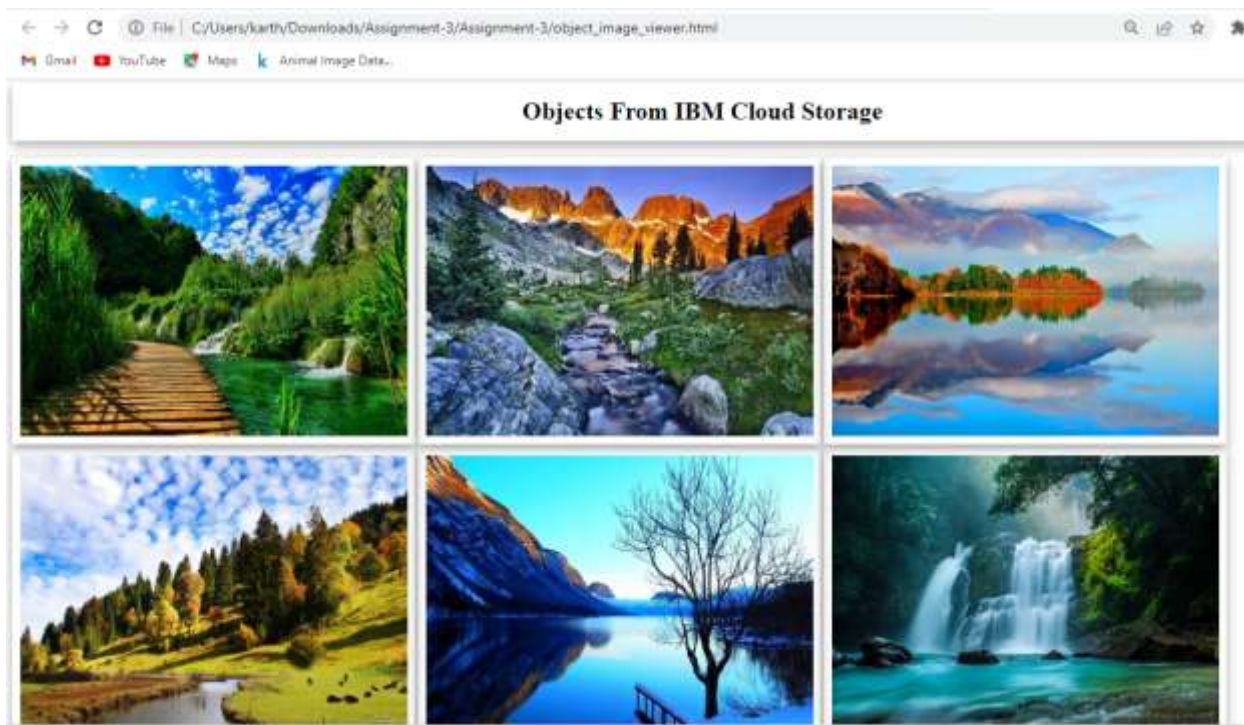 File | C:/Users/karth/Downloads/Assignment-3/Assignment-3/object_image_viewer.html
Gmail YouTube Maps k Animal Image Data...
Objects From IBM Cloud Storage